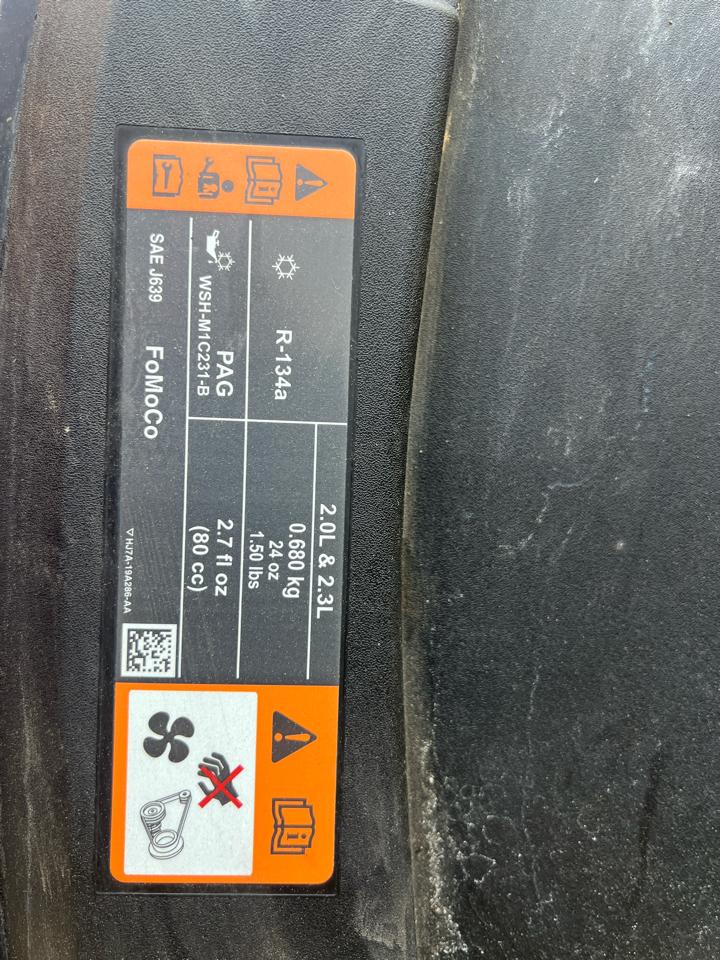 2.0L & 2.3L
R-134a
0.680 kg
24 oz
1.50 lbs
PAG
WSH-M1C231-B
2.7 fl oz
(80 cc)
SAE J639
FoMoCo
HJ7A-19A286-AA